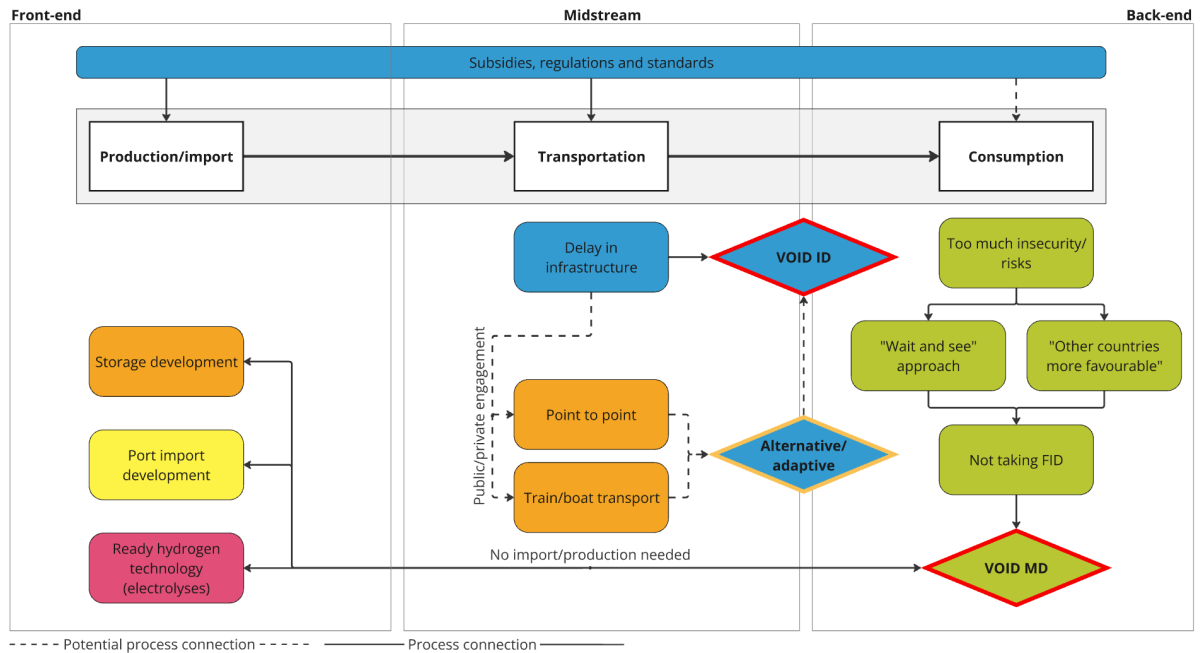 Front-end
Midstream
Back-end
Subsidies, regulations and standards
Production/import
Transportation
Consumption
Delay in
infrastructure
VOID ID
Too much insecurity/
risks
"Wait and see"
approach
"Other countries
more favourable"
Storage development
Public/private engagement
Point to point
Alternative/
adaptive
Port import
development
Train/boat transport
Not taking FID
Ready hydrogen
technology
(electrolyses)
No import/production needed
VOID MD
Potential process connection
Process connection